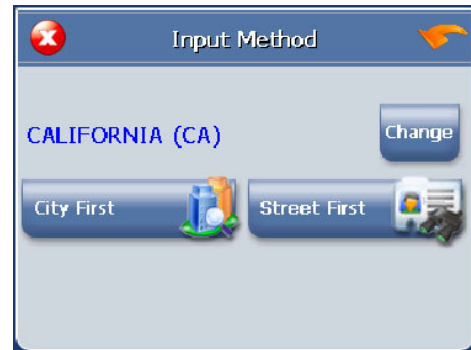 Input Method
CALIFORNIA (CA)
Change
City First
Street First